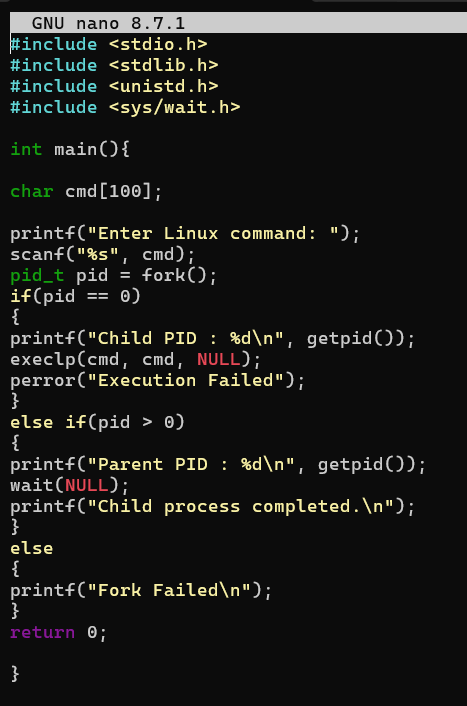 GNU nano 8.7.1
#include <stdio.h>
#include <stdlib.h>
#include <unistd.h>
#include <sys/wait.h>
int main(){
char cmd[100];
printf("Enter Linux command: ");
scanf("%s", cmd);
pid_t pid = fork();
if(pid == 0)
{
printf("Child PID : %d\n", getpid());
execlp(cmd, cmd, NULL);
perror("Execution Failed");
}
else if(pid > 0)
{
printf("Parent PID : %d\n", getpid());
wait(NULL);
printf("Child process completed.\n");
}
else
{
printf("Fork Failed\n");
}
return 0;
}